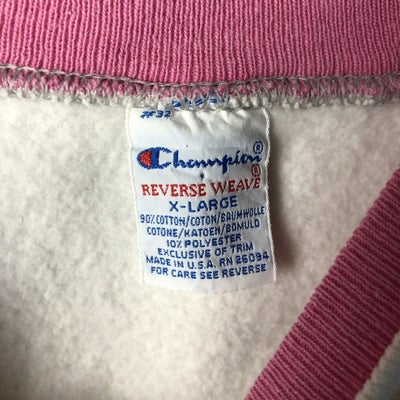 7F32
Champion®
REVERSE WEAVE®
X-LARGE
90% COTTON/COTON/BAUMWOLLE
COTONE/KATOEN/BOMULD
10% POLYESTER
EXCLUSIVE OF TRIM
MADE IN U.S.A. RN 26094
FOR CARE SEE REVERSE